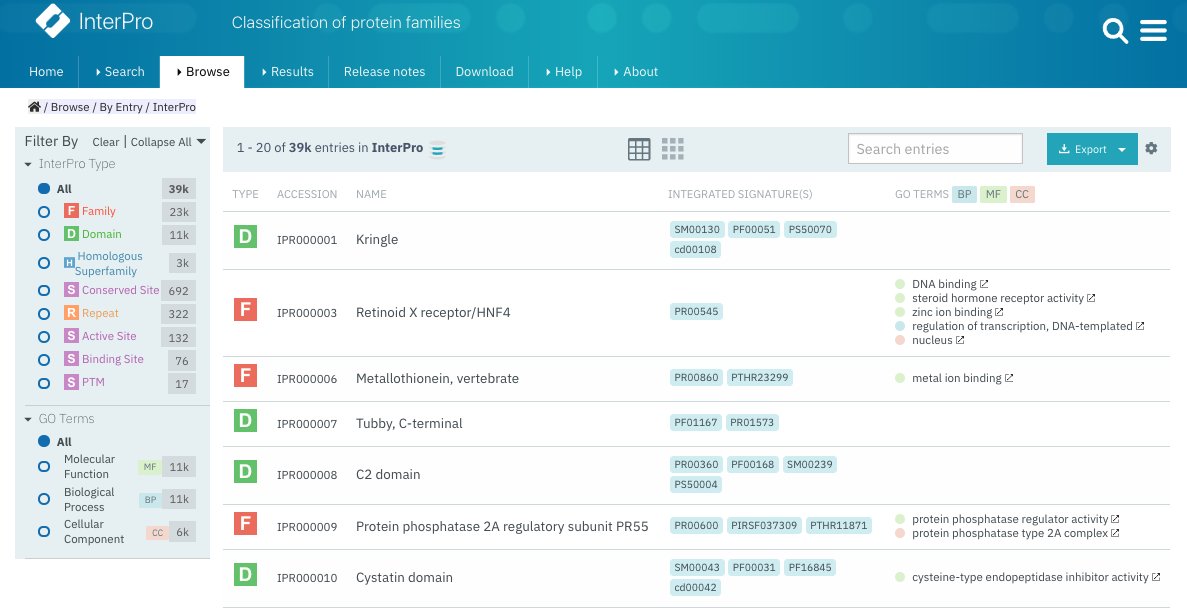 InterPro
Classification of protein families
Home
Search
Browse
Results
Release notes
Download
Help
About
/ Browse / By Entry / InterPro
Filter By Clear | Collapse All
InterPro Type
All 39k
F Family 23k
D Domain 11k
H Homologous Superfamily 3k
S Conserved Site 692
R Repeat 322
S Active Site 132
S Binding Site 76
S PTM 17
GO Terms
All
Molecular Function MF 11k
Biological Process BP 11k
Cellular Component CC 6k
1 - 20 of 39k entries in InterPro
Search entries
Export
TYPE ACCESSION NAME INTEGRATED SIGNATURE(S) GO TERMS BP MF CC
D IPR000001 Kringle SM00130 PF00051 PS50070
cd00108
F IPR000003 Retinoid X receptor/HNF4 PR00545
DNA binding
steroid hormone receptor activity
zinc ion binding
regulation of transcription, DNA-templated
nucleus
F IPR000006 Metallothionein, vertebrate PR00860 PTHR23299 metal ion binding
D IPR000007 Tubby, C-terminal PF01167 PR01573
D IPR000008 C2 domain PR00360 PF00168 SM00239
PS50004
F IPR000009 Protein phosphatase 2A regulatory subunit PR55 PR00600 PIRSF037309 PTHR11871
protein phosphatase regulator activity
protein phosphatase type 2A complex
D IPR000010 Cystatin domain SM00043 PF00031 PF16845
cd00042
cysteine-type endopeptidase inhibitor activity